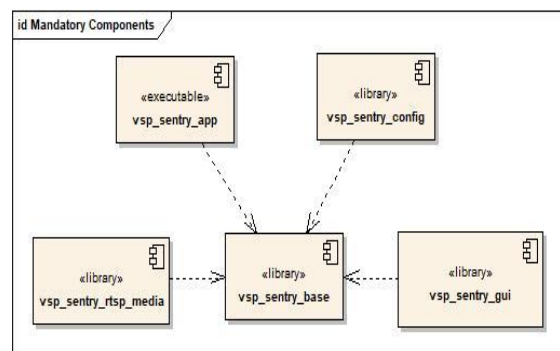 id Mandatory Components
«executable»
vsp_sentry_app
«library»
vsp_sentry_config
«library»
vsp_sentry_rtsp_media
«library»
vsp_sentry_base
«library»
vsp_sentry_gui